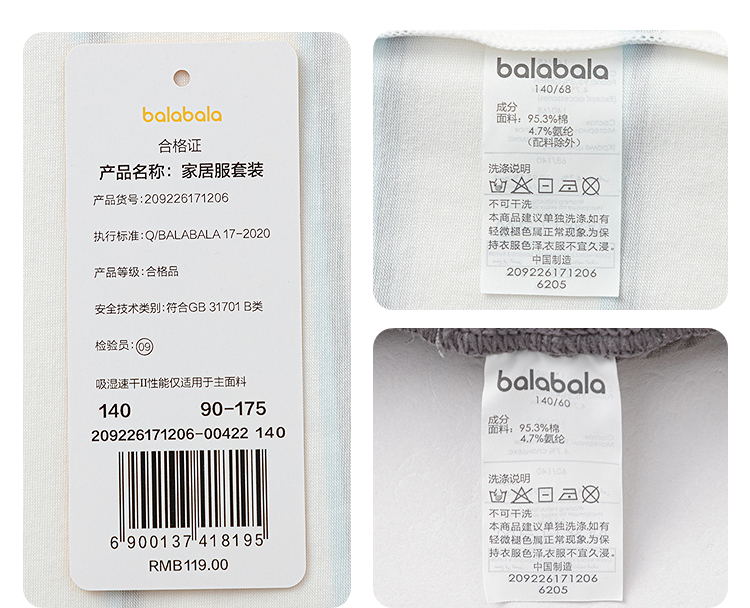 balabala
合格证
产品名称：家居服套装
产品货号:209226171206
执行标准:Q/BALABALA 17-2020
产品等级:合格品
安全技术类别:符合GB 31701 B类
检验员:09
吸湿速干II性能仅适用于主面料
140 90-175
209226171206-00422 140
6 900137 418195
RMB119.00
balabala
140/68
成分
面料：95.3%棉
4.7%氨纶
（配料除外）
洗涤说明
不可干洗
本商品建议单独洗涤,如有
轻微褪色属正常现象,为保
持衣服色泽,衣服不宜久浸。
中国制造
209226171206
6205
balabala
140/60
成分
面料：95.3%棉
4.7%氨纶
洗涤说明
不可干洗
本商品建议单独洗涤,如有
轻微褪色属正常现象,为保
持衣服色泽,衣服不宜久浸。
中国制造
209226171206
6205